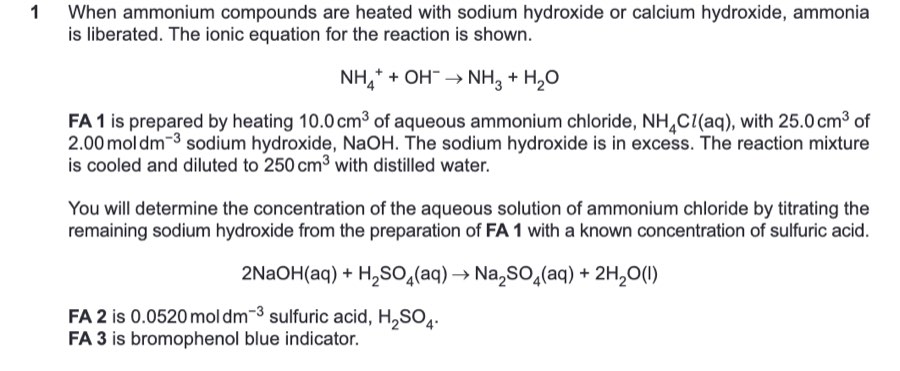 1 When ammonium compounds are heated with sodium hydroxide or calcium hydroxide, ammonia
is liberated. The ionic equation for the reaction is shown.
NH₄⁺ + OH⁻ → NH₃ + H₂O
FA 1 is prepared by heating 10.0 cm³ of aqueous ammonium chloride, NH₄Cl(aq), with 25.0 cm³ of
2.00 mol dm⁻³ sodium hydroxide, NaOH. The sodium hydroxide is in excess. The reaction mixture
is cooled and diluted to 250 cm³ with distilled water.
You will determine the concentration of the aqueous solution of ammonium chloride by titrating the
remaining sodium hydroxide from the preparation of FA 1 with a known concentration of sulfuric acid.
2NaOH(aq) + H₂SO₄(aq) → Na₂SO₄(aq) + 2H₂O(l)
FA 2 is 0.0520 mol dm⁻³ sulfuric acid, H₂SO₄.
FA 3 is bromophenol blue indicator.